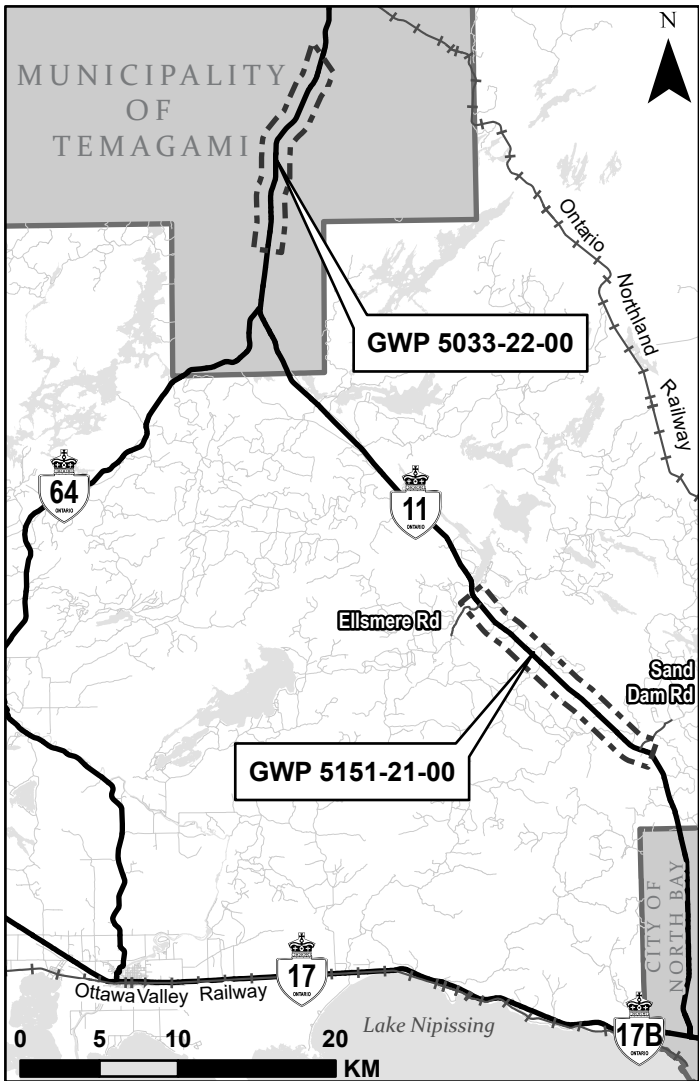 N
MUNICIPALITY
OF
TEMAGAMI
Ontario
Northland
Railway
GWP 5033-22-00
64
ONTARIO
11
ONTARIO
Ellsmere Rd
Sand
Dam Rd
GWP 5151-21-00
CITY OF
NORTH BAY
17
ONTARIO
Ottawa Valley Railway
Lake Nipissing
17B
ONTARIO
0 5 10 20
KM